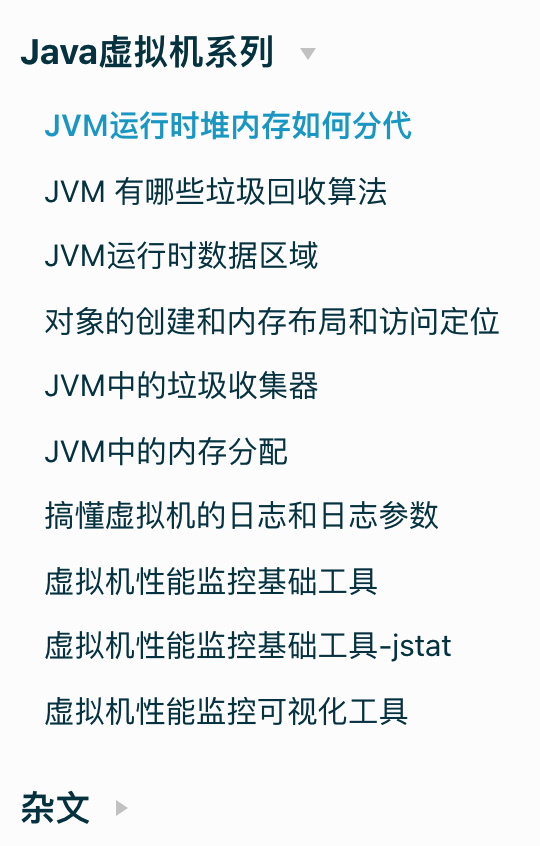 Java虚拟机系列
JVM运行时堆内存如何分代
JVM 有哪些垃圾回收算法
JVM运行时数据区域
对象的创建和内存布局和访问定位
JVM中的垃圾收集器
JVM中的内存分配
搞懂虚拟机的日志和日志参数
虚拟机性能监控基础工具
虚拟机性能监控基础工具-jstat
虚拟机性能监控可视化工具
杂文